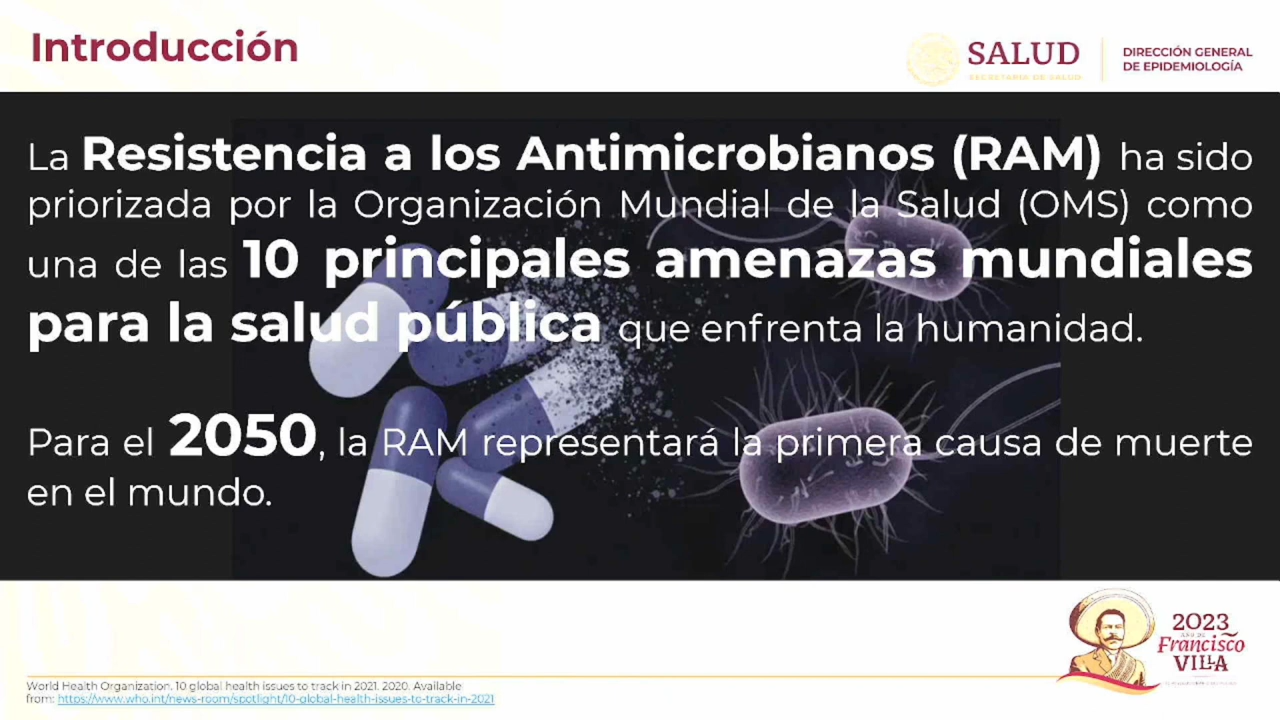 Introducción
SALUD
SECRETARÍA DE SALUD
DIRECCIÓN GENERAL
DE EPIDEMIOLOGÍA
La Resistencia a los Antimicrobianos (RAM) ha sido
priorizada por la Organización Mundial de la Salud (OMS) como
una de las 10 principales amenazas mundiales
para la salud pública que enfrenta la humanidad.
Para el 2050, la RAM representará la primera causa de muerte
en el mundo.
2023
AÑO DE
Francisco
VILLA
World Health Organization. 10 global health issues to track in 2021. 2020. Available
from: https://www.who.int/news-room/spotlight/10-global-health-issues-to-track-in-2021